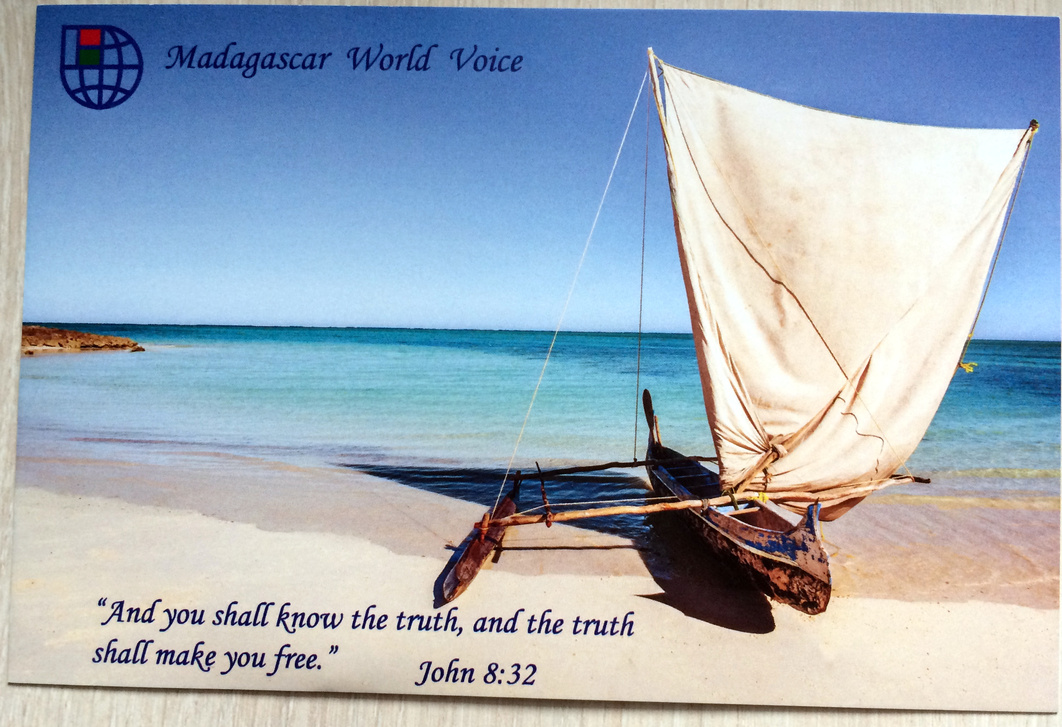 Madagascar World Voice
“And you shall know the truth, and the truth
shall make you free.” John 8:32